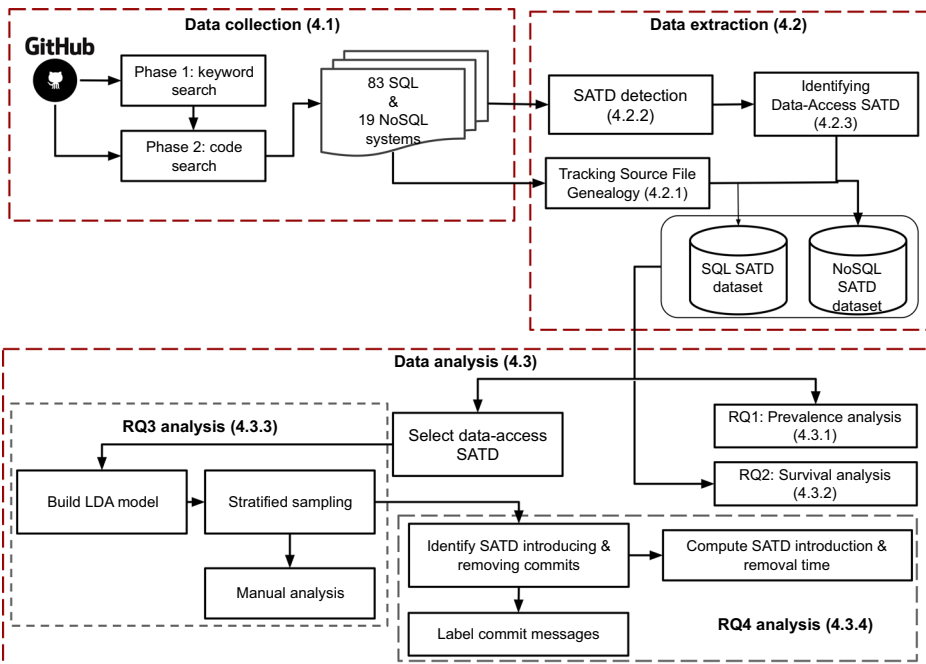 Data collection (4.1)
GitHub
Phase 1: keyword
search
Phase 2: code
search
83 SQL
&
19 NoSQL
systems
Data extraction (4.2)
SATD detection
(4.2.2)
Identifying
Data-Access SATD
(4.2.3)
Tracking Source File
Genealogy (4.2.1)
SQL SATD
dataset
NoSQL
SATD
dataset
Data analysis (4.3)
RQ3 analysis (4.3.3)
Select data-access
SATD
RQ1: Prevalence analysis
(4.3.1)
RQ2: Survival analysis
(4.3.2)
Build LDA model
Stratified sampling
Manual analysis
Identify SATD introducing &
removing commits
Compute SATD introduction &
removal time
Label commit messages
RQ4 analysis (4.3.4)